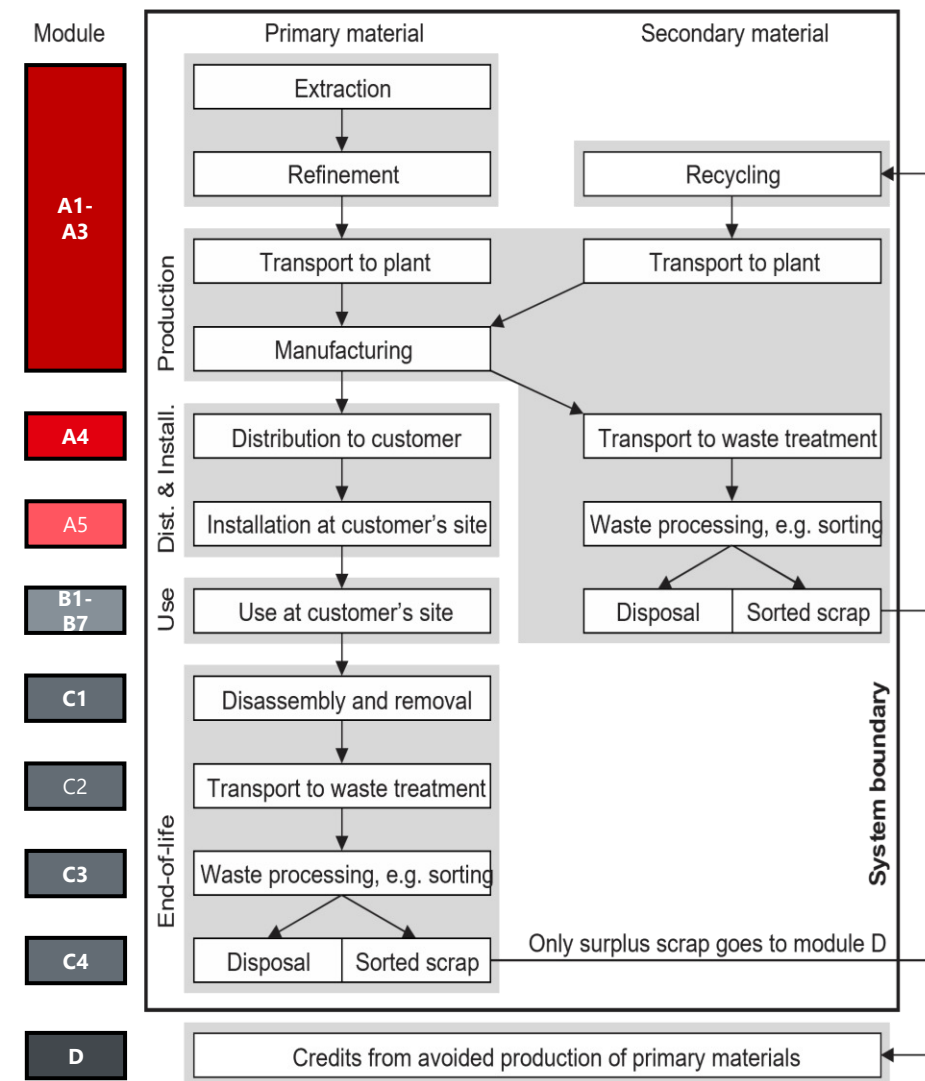 Module
Primary material
Secondary material
Extraction
A1-
A3
Refinement
Recycling
Transport to plant
Transport to plant
Production
Manufacturing
A4
Dist. & Install.
Distribution to customer
Transport to waste treatment
A5
Installation at customer's site
Waste processing, e.g. sorting
B1-
B7
Use
Use at customer's site
Disposal
Sorted scrap
C1
Disassembly and removal
System boundary
C2
Transport to waste treatment
End-of-life
C3
Waste processing, e.g. sorting
Only surplus scrap goes to module D
C4
Disposal
Sorted scrap
D
Credits from avoided production of primary materials